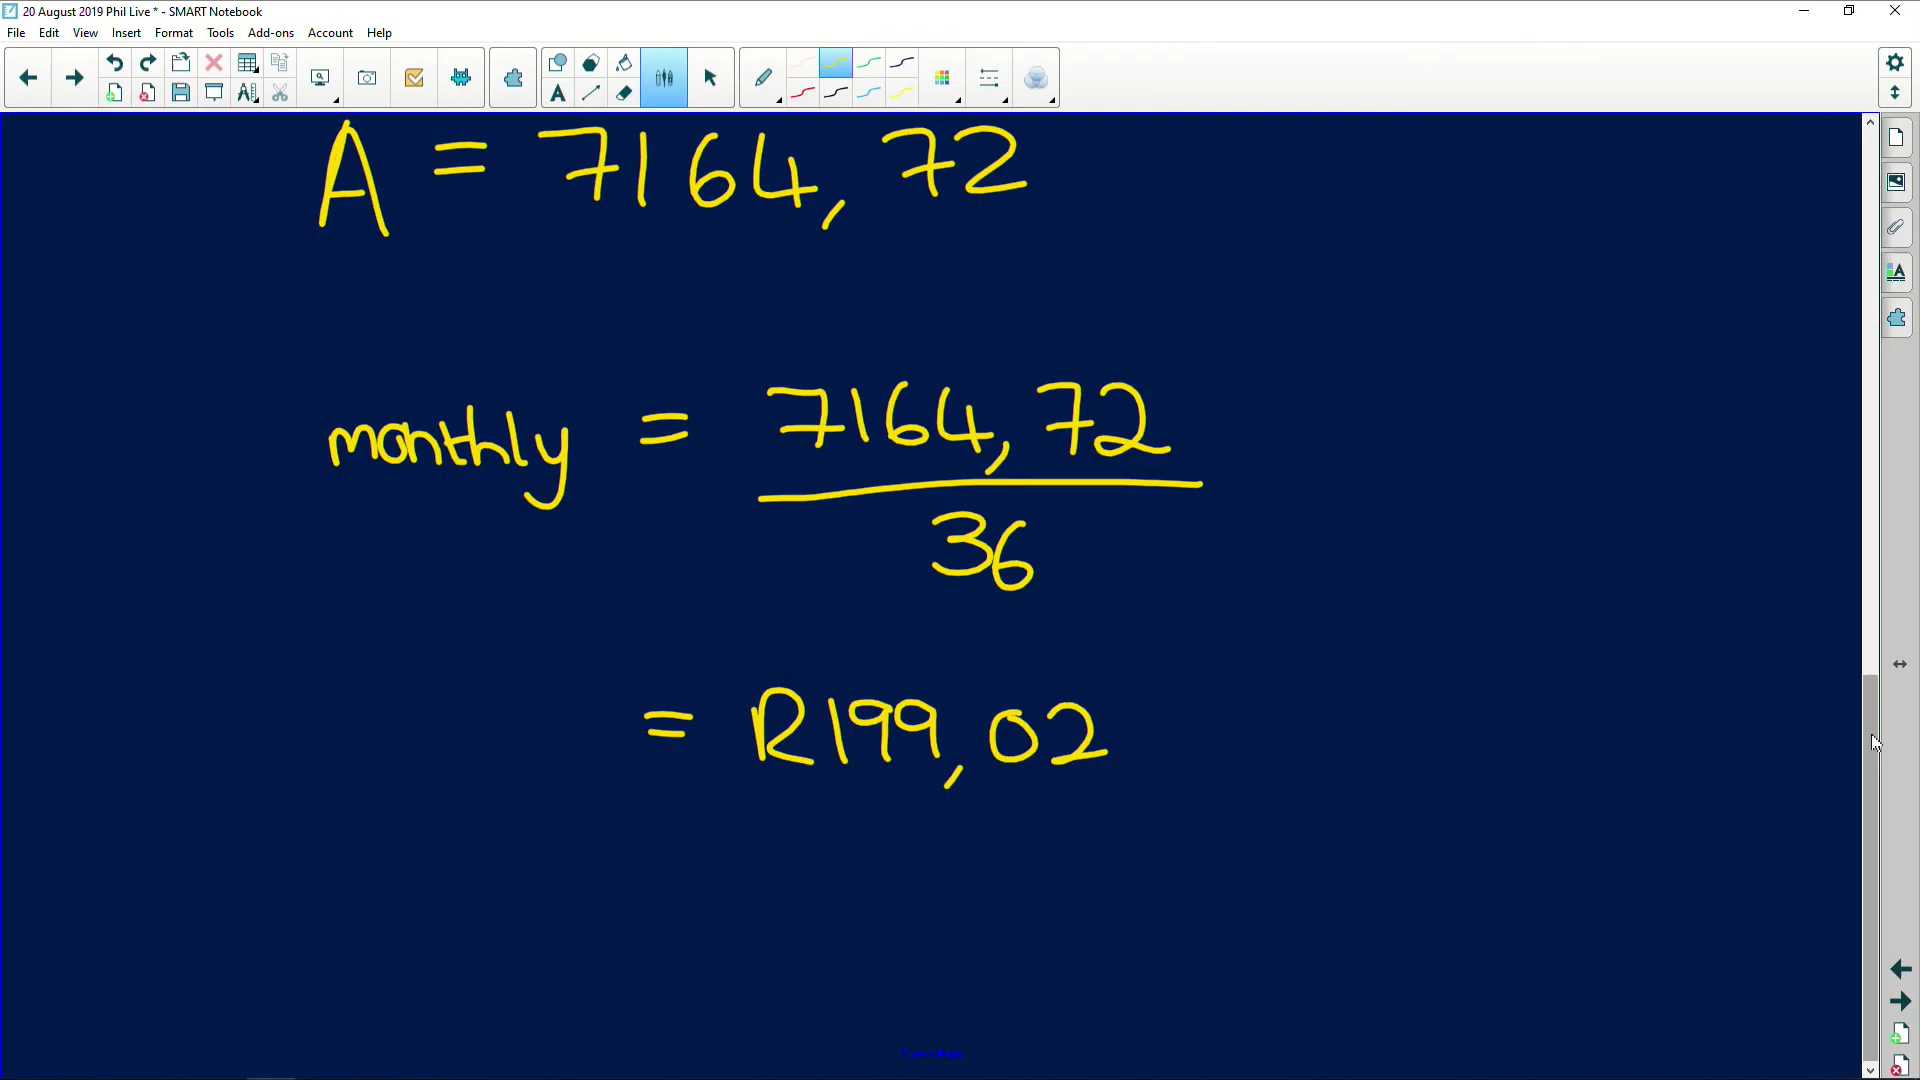 20 August 2019 Phil Live * - SMART Notebook
File Edit View Insert Format Tools Add-ons Account Help
A = 7164,72
monthly = 7164,72
36
= R199,02